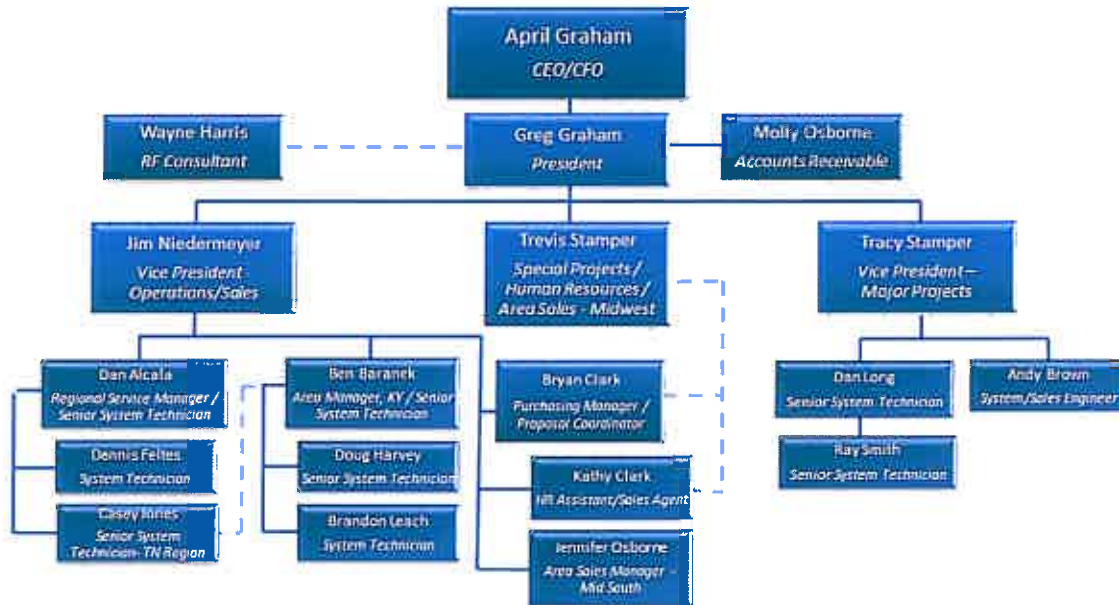 April Graham
CEO/CFO
Wayne Harris
RF Consultant
Greg Graham
President
Molly Osborne
Accounts Receivable
Jim Niedermeyer
Vice President
Operations/Sales
Trevis Stamper
Special Projects /
Human Resources /
Area Sales - Midwest
Tracy Stamper
Vice President—
Major Projects
Dan Alcala
Regional Service Manager /
Senior System Technician
Ben Baranek
Area Manager, KY / Senior
System Technician
Bryan Clark
Purchasing Manager /
Proposal Coordinator
Dan Long
Senior System Technician
Andy Brown
System/Sales Engineer
Dennis Feltes
System Technician
Doug Harvey
Senior System Technician
Kathy Clark
HR Assistant/Sales Agent
Ray Smith
Senior System Technician
Casey Jones
Senior System
Technician- TN Region
Brandon Leach
System Technician
Jennifer Osborne
Area Sales Manager –
Mid South